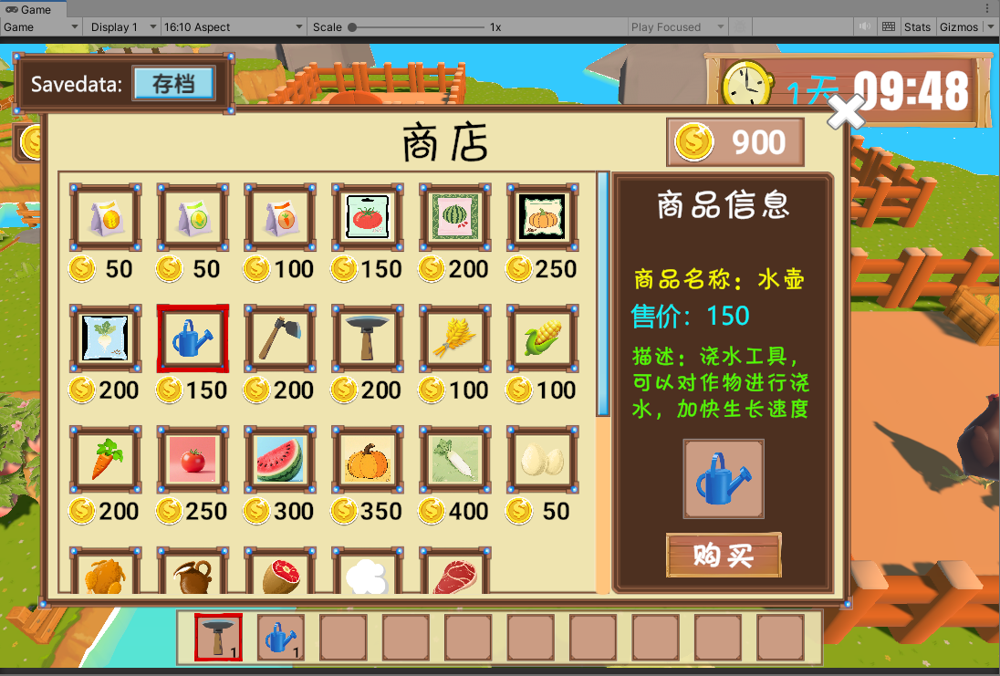 Game
Game Display 1 16:10 Aspect Scale 1x Play Focused Stats Gizmos
Savedata: 存档
1天 09:48
商店
900
商品信息
50 50 100 150 200 250
商品名称：水壶
售价：150
描述：浇水工具，
可以对作物进行浇
水，加快生长速度
200 150 200 200 100 100
200 250 300 350 400 50
购买
1 1